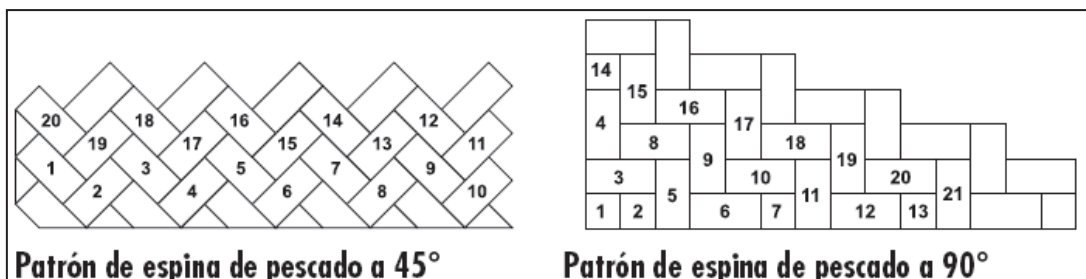 14
15
20 18 16 14 12
16
4 17
19 17 15 13 11
8 18
1 3 5 7 9
9 19
3 10 20
2 4 6 8 10
5 11 21
1 2 6 7 12 13
Patrón de espina de pescado a 45° Patrón de espina de pescado a 90°